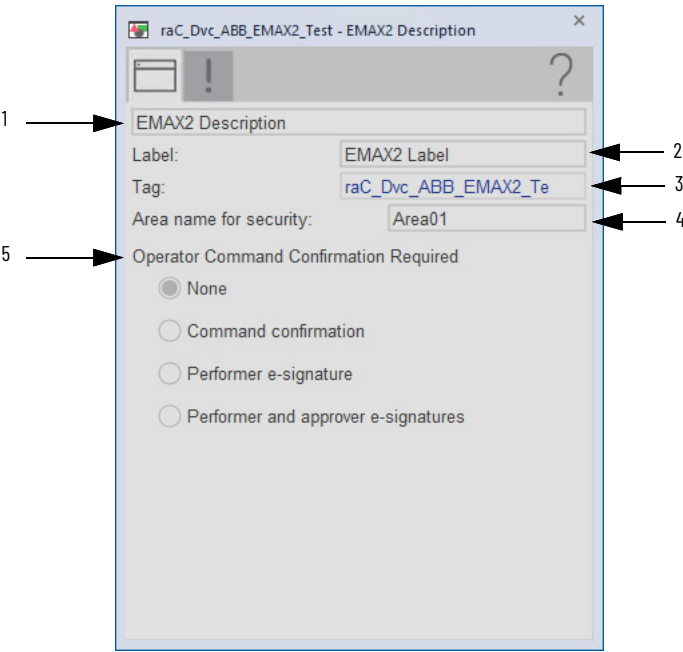 raC_Dvc_ABB_EMAX2_Test - EMAX2 Description ×
! ?
1 EMAX2 Description
Label: EMAX2 Label 2
Tag: raC_Dvc_ABB_EMAX2_Te 3
Area name for security: Area01 4
5 Operator Command Confirmation Required
None
Command confirmation
Performer e-signature
Performer and approver e-signatures